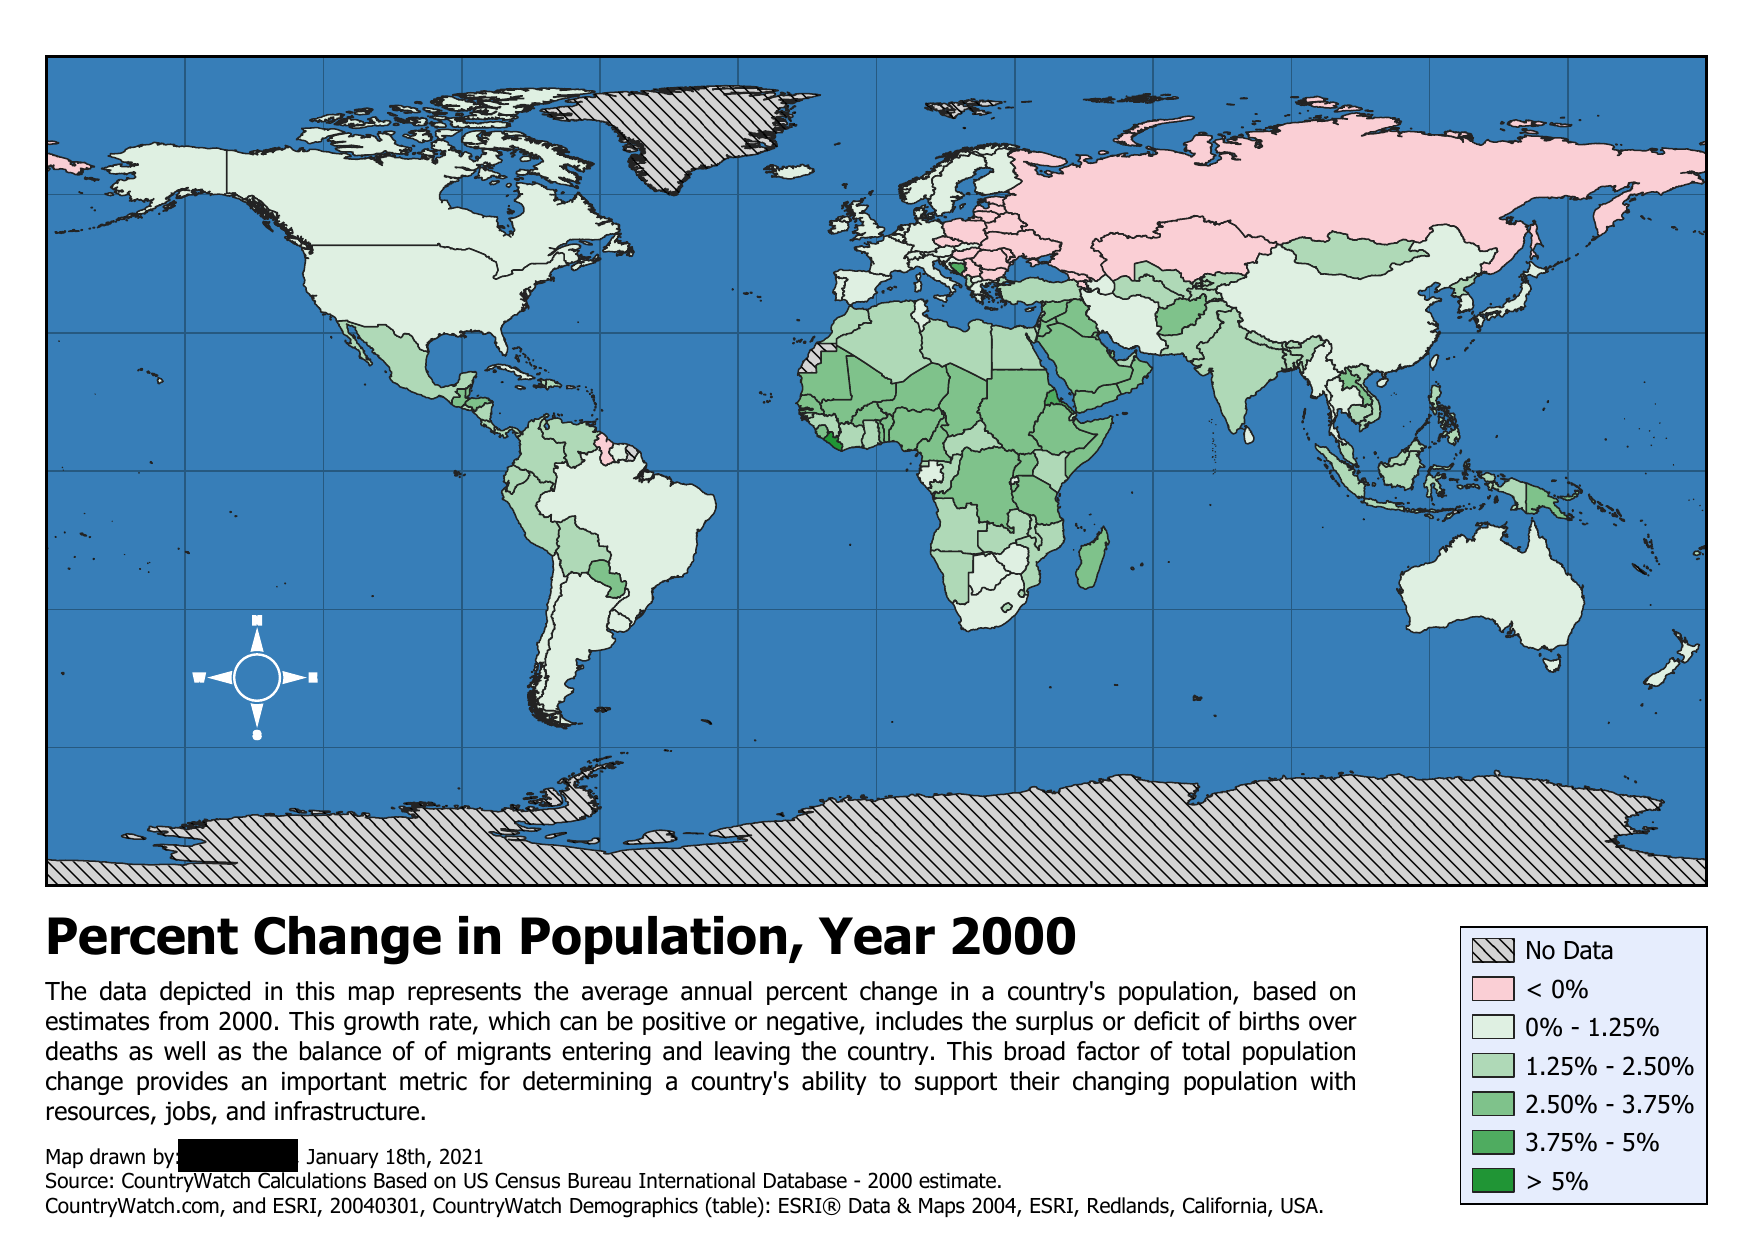 W
Percent Change in Population, Year 2000
The data depicted in this map represents the average annual percent change in a country's population, based on
estimates from 2000. This growth rate, which can be positive or negative, includes the surplus or deficit of births over
deaths as well as the balance of of migrants entering and leaving the country. This broad factor of total population
change provides an important metric for determining a country's ability to support their changing population with
resources, jobs, and infrastructure.
Map drawn by: January 18th, 2021
Source: CountryWatch Calculations Based on US Census Bureau International Database - 2000 estimate.
CountryWatch.com, and ESRI, 20040301, CountryWatch Demographics (table): ESRI® Data & Maps 2004, ESRI, Redlands, California, USA.
No Data
< 0%
0% - 1.25%
1.25% - 2.50%
2.50% - 3.75%
3.75% - 5%
> 5%